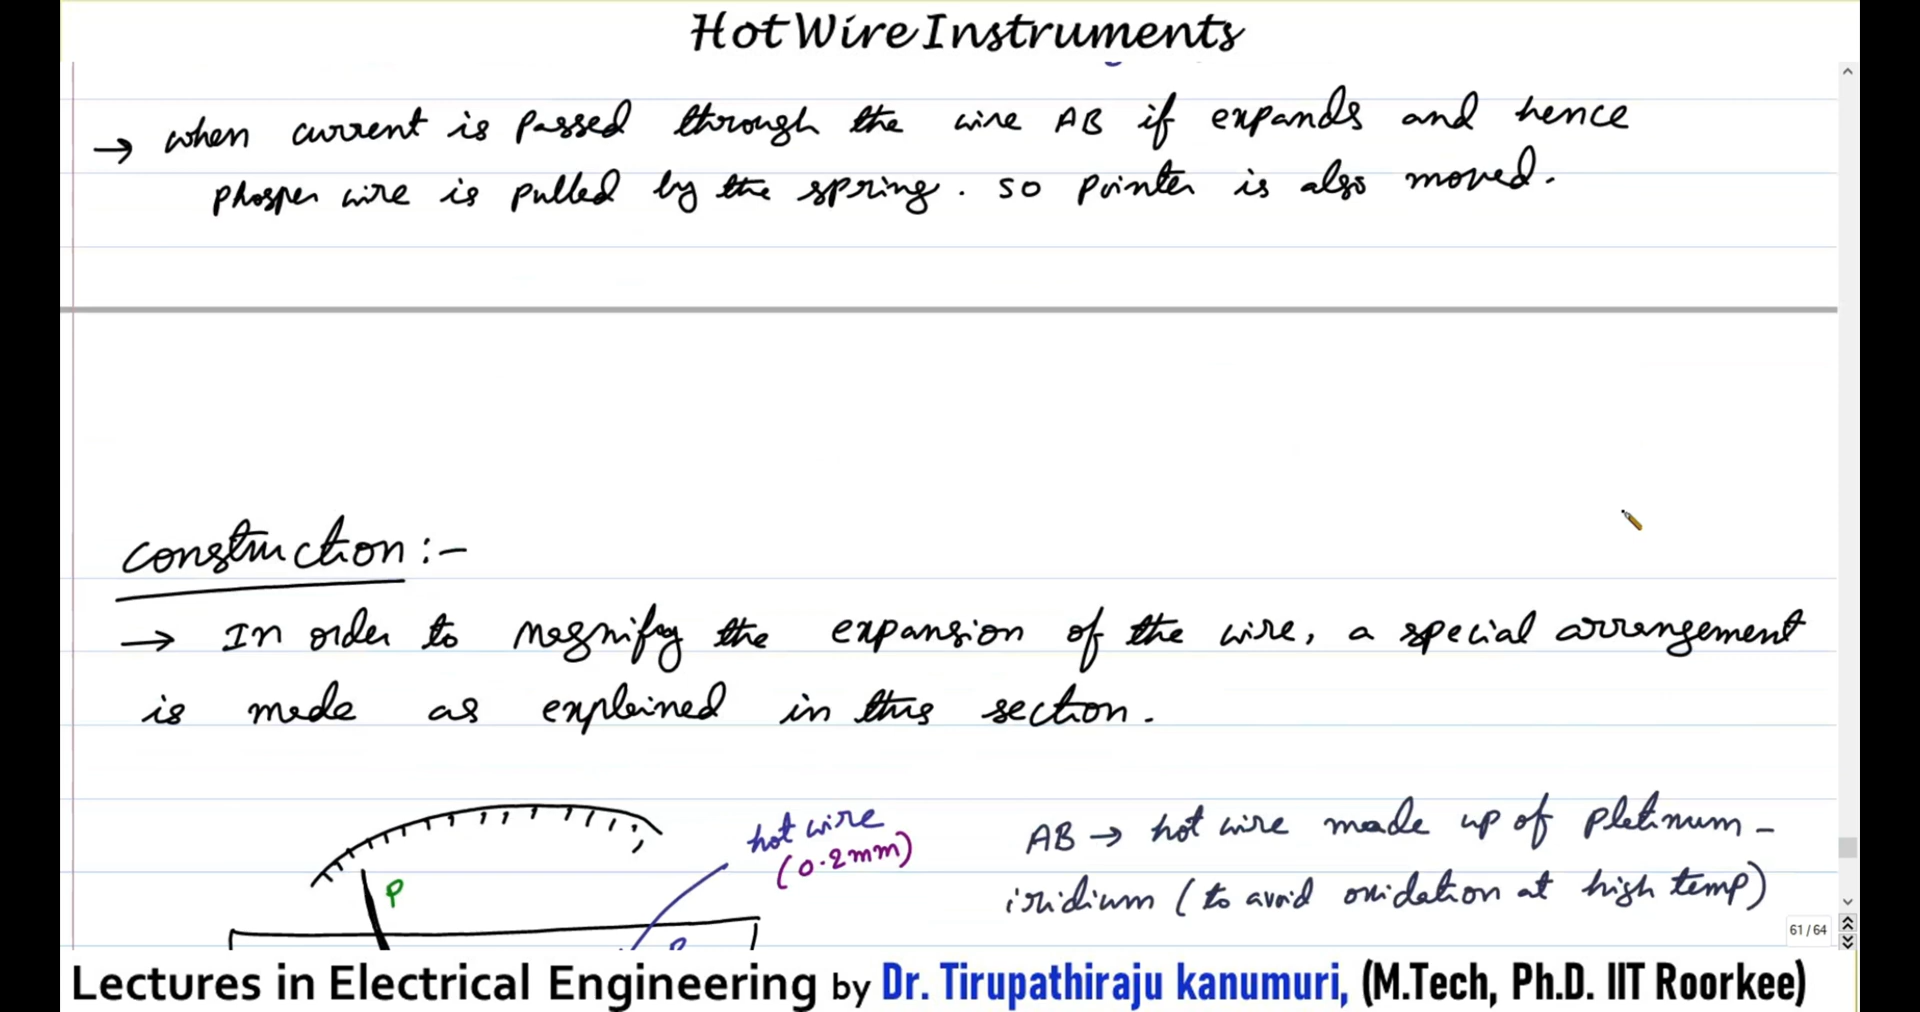 Hot Wire Instruments
→ when current is passed through the wire AB if expands and hence
phosper wire is pulled by the spring. so pointer is also moved.
construction:-
→ In order to magnify the expansion of the wire, a special arrangement
is made as explained in this section.
hot wire
(0.2mm)
P
AB → hot wire made up of platinum-
iridium (to avoid oxidation at high temp)
61 / 64
Lectures in Electrical Engineering by Dr. Tirupathiraju kanumuri, (M.Tech, Ph.D. IIT Roorkee)